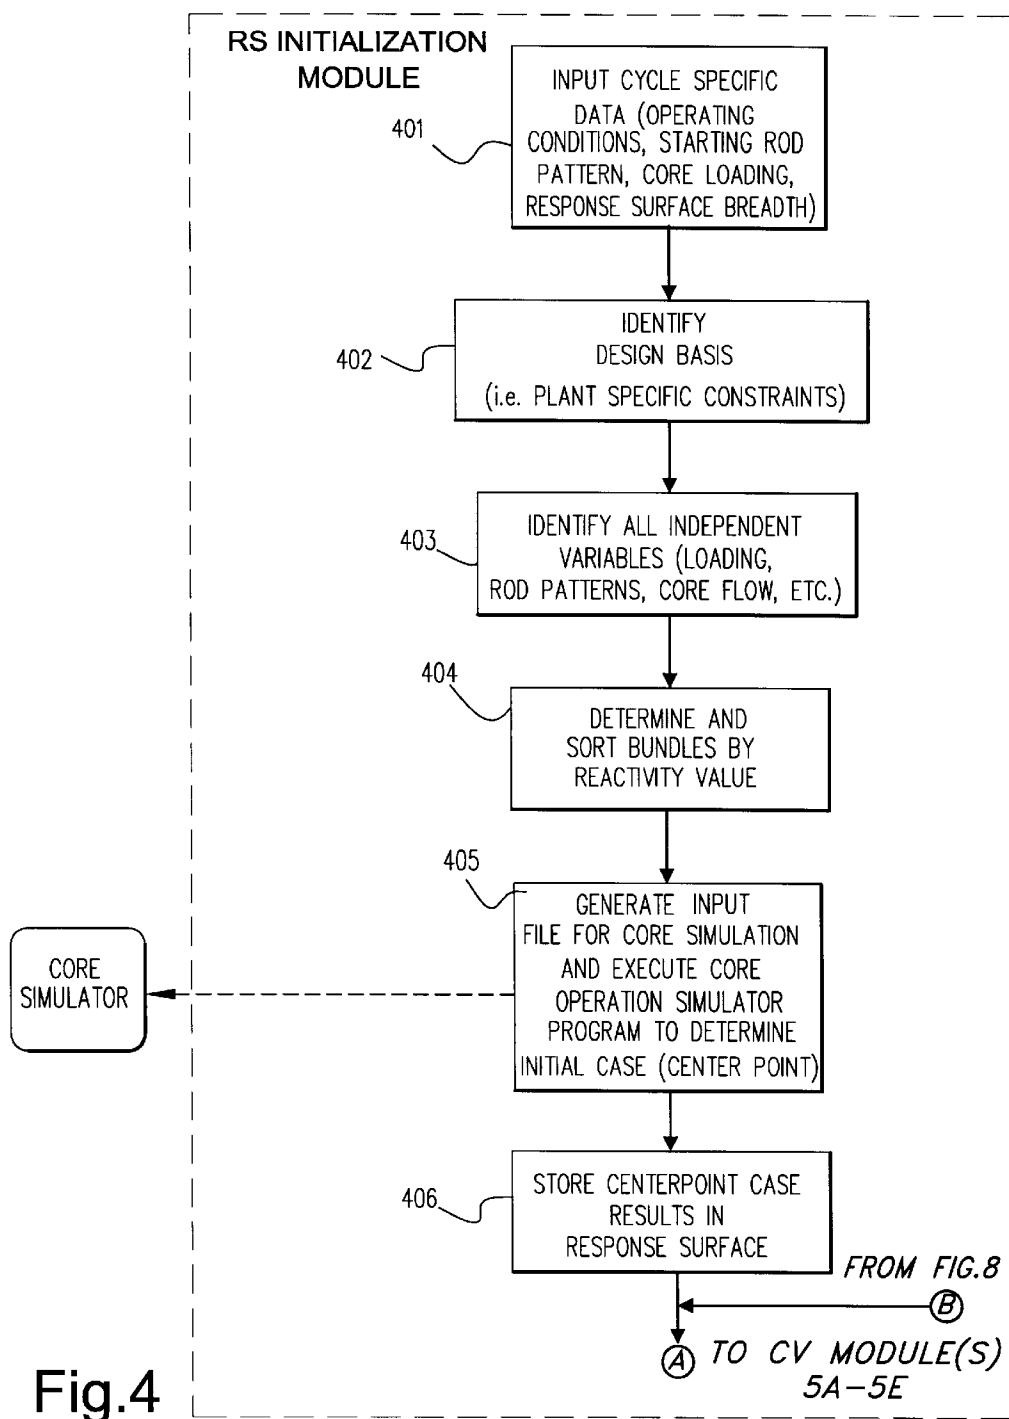 RS INITIALIZATION
MODULE
401
INPUT CYCLE SPECIFIC
DATA (OPERATING
CONDITIONS, STARTING ROD
PATTERN, CORE LOADING,
RESPONSE SURFACE BREADTH)
402
IDENTIFY
DESIGN BASIS
(i.e. PLANT SPECIFIC CONSTRAINTS)
403
IDENTIFY ALL INDEPENDENT
VARIABLES (LOADING,
ROD PATTERNS, CORE FLOW, ETC.)
404
DETERMINE AND
SORT BUNDLES BY
REACTIVITY VALUE
405
GENERATE INPUT
FILE FOR CORE SIMULATION
AND EXECUTE CORE
OPERATION SIMULATOR
PROGRAM TO DETERMINE
INITIAL CASE (CENTER POINT)
CORE
SIMULATOR
406
STORE CENTERPOINT CASE
RESULTS IN
RESPONSE SURFACE
FROM FIG.8
B
A TO CV MODULE(S)
5A-5E
Fig.4